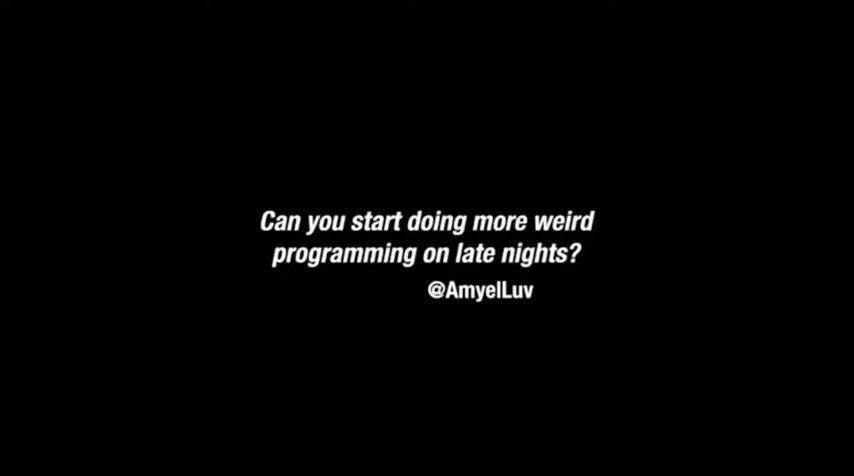 Can you start doing more weird
programming on late nights?
@AmyelLuv